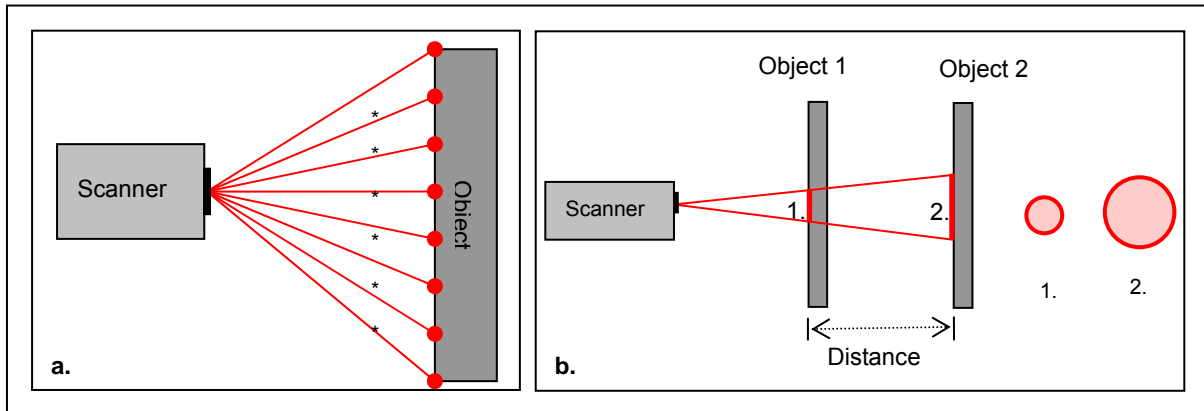 Scanner
*
*
*
*
*
*
Object
a.
Object 1
Object 2
Scanner
1.
2.
1.
2.
Distance
b.